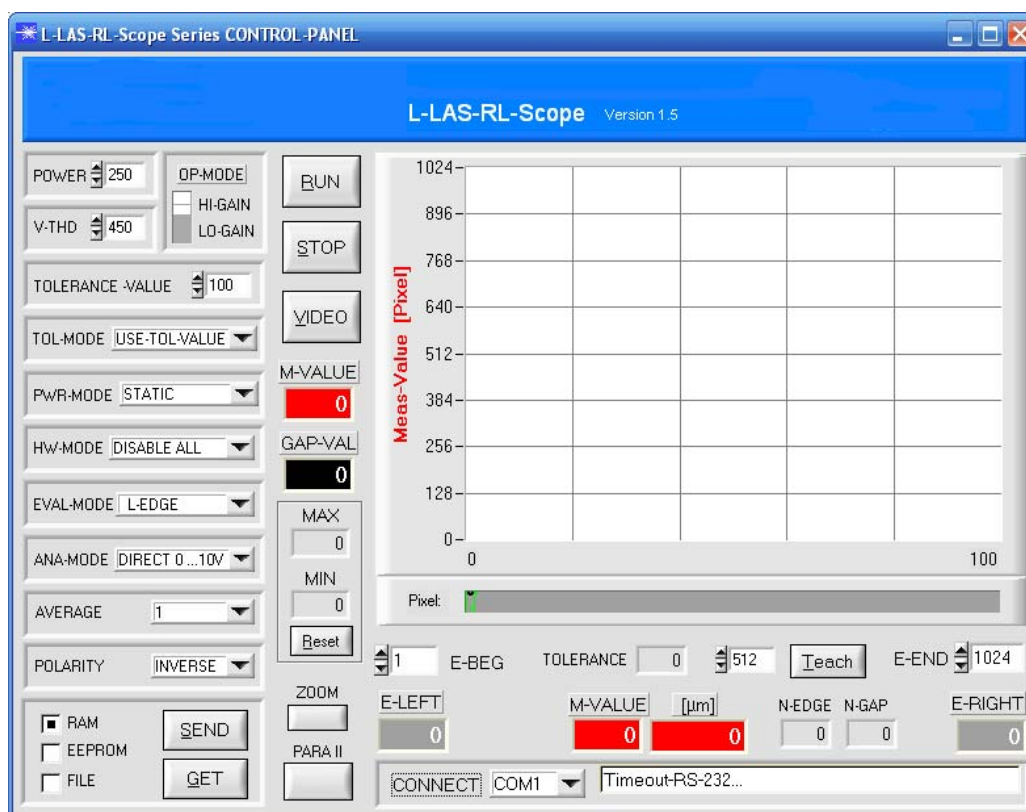 L-LAS-RL-Scope Series CONTROL-PANEL
L-LAS-RL-Scope Version 1.5
POWER 250
OP-MODE
HI-GAIN
LO-GAIN
V-THD 450
TOLERANCE -VALUE 100
TOL-MODE USE-TOL-VALUE
PWR-MODE STATIC
HW-MODE DISABLE ALL
EVAL-MODE L-EDGE
ANA-MODE DIRECT 0 ...10V
AVERAGE 1
POLARITY INVERSE
RAM
EEPROM
FILE
SEND
GET
RUN
STOP
VIDEO
M-VALUE
0
GAP-VAL
0
MAX
0
MIN
0
Reset
ZOOM
PARA II
Meas-Value [Pixel]
1024
896
768
640
512
384
256
128
0
0 100
Pixel:
1 E-BEG TOLERANCE 0 512 Teach E-END 1024
E-LEFT M-VALUE [µm] N-EDGE N-GAP E-RIGHT
0 0 0 0 0 0
CONNECT COM1 Timeout-RS-232...